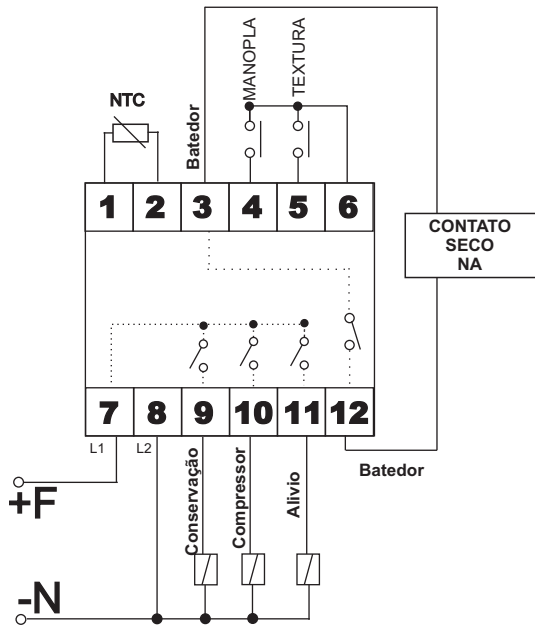 MANOPLA
TEXTURA
NTC
Batedor
1 2 3 4 5 6
CONTATO
SECO
NA
7 8 9 10 11 12
L1 L2
Batedor
+F
Conservação
Compressor
Alivio
-N